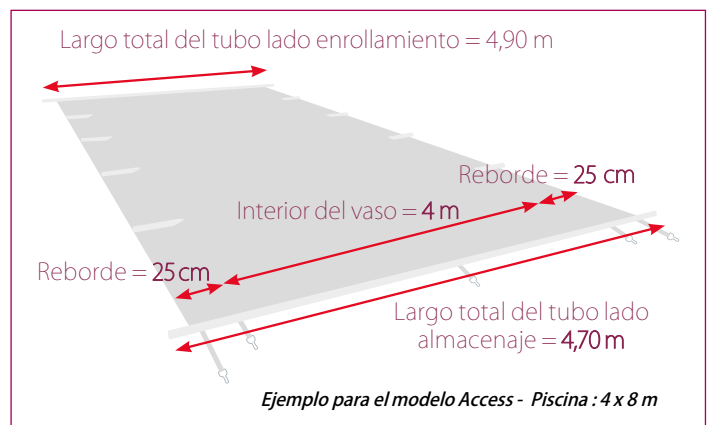 Largo total del tubo lado enrollamiento = 4,90 m
Reborde = 25 cm
Interior del vaso = 4 m
Reborde = 25 cm
Largo total del tubo lado
almacenaje = 4,70 m
Ejemplo para el modelo Access - Piscina : 4 x 8 m